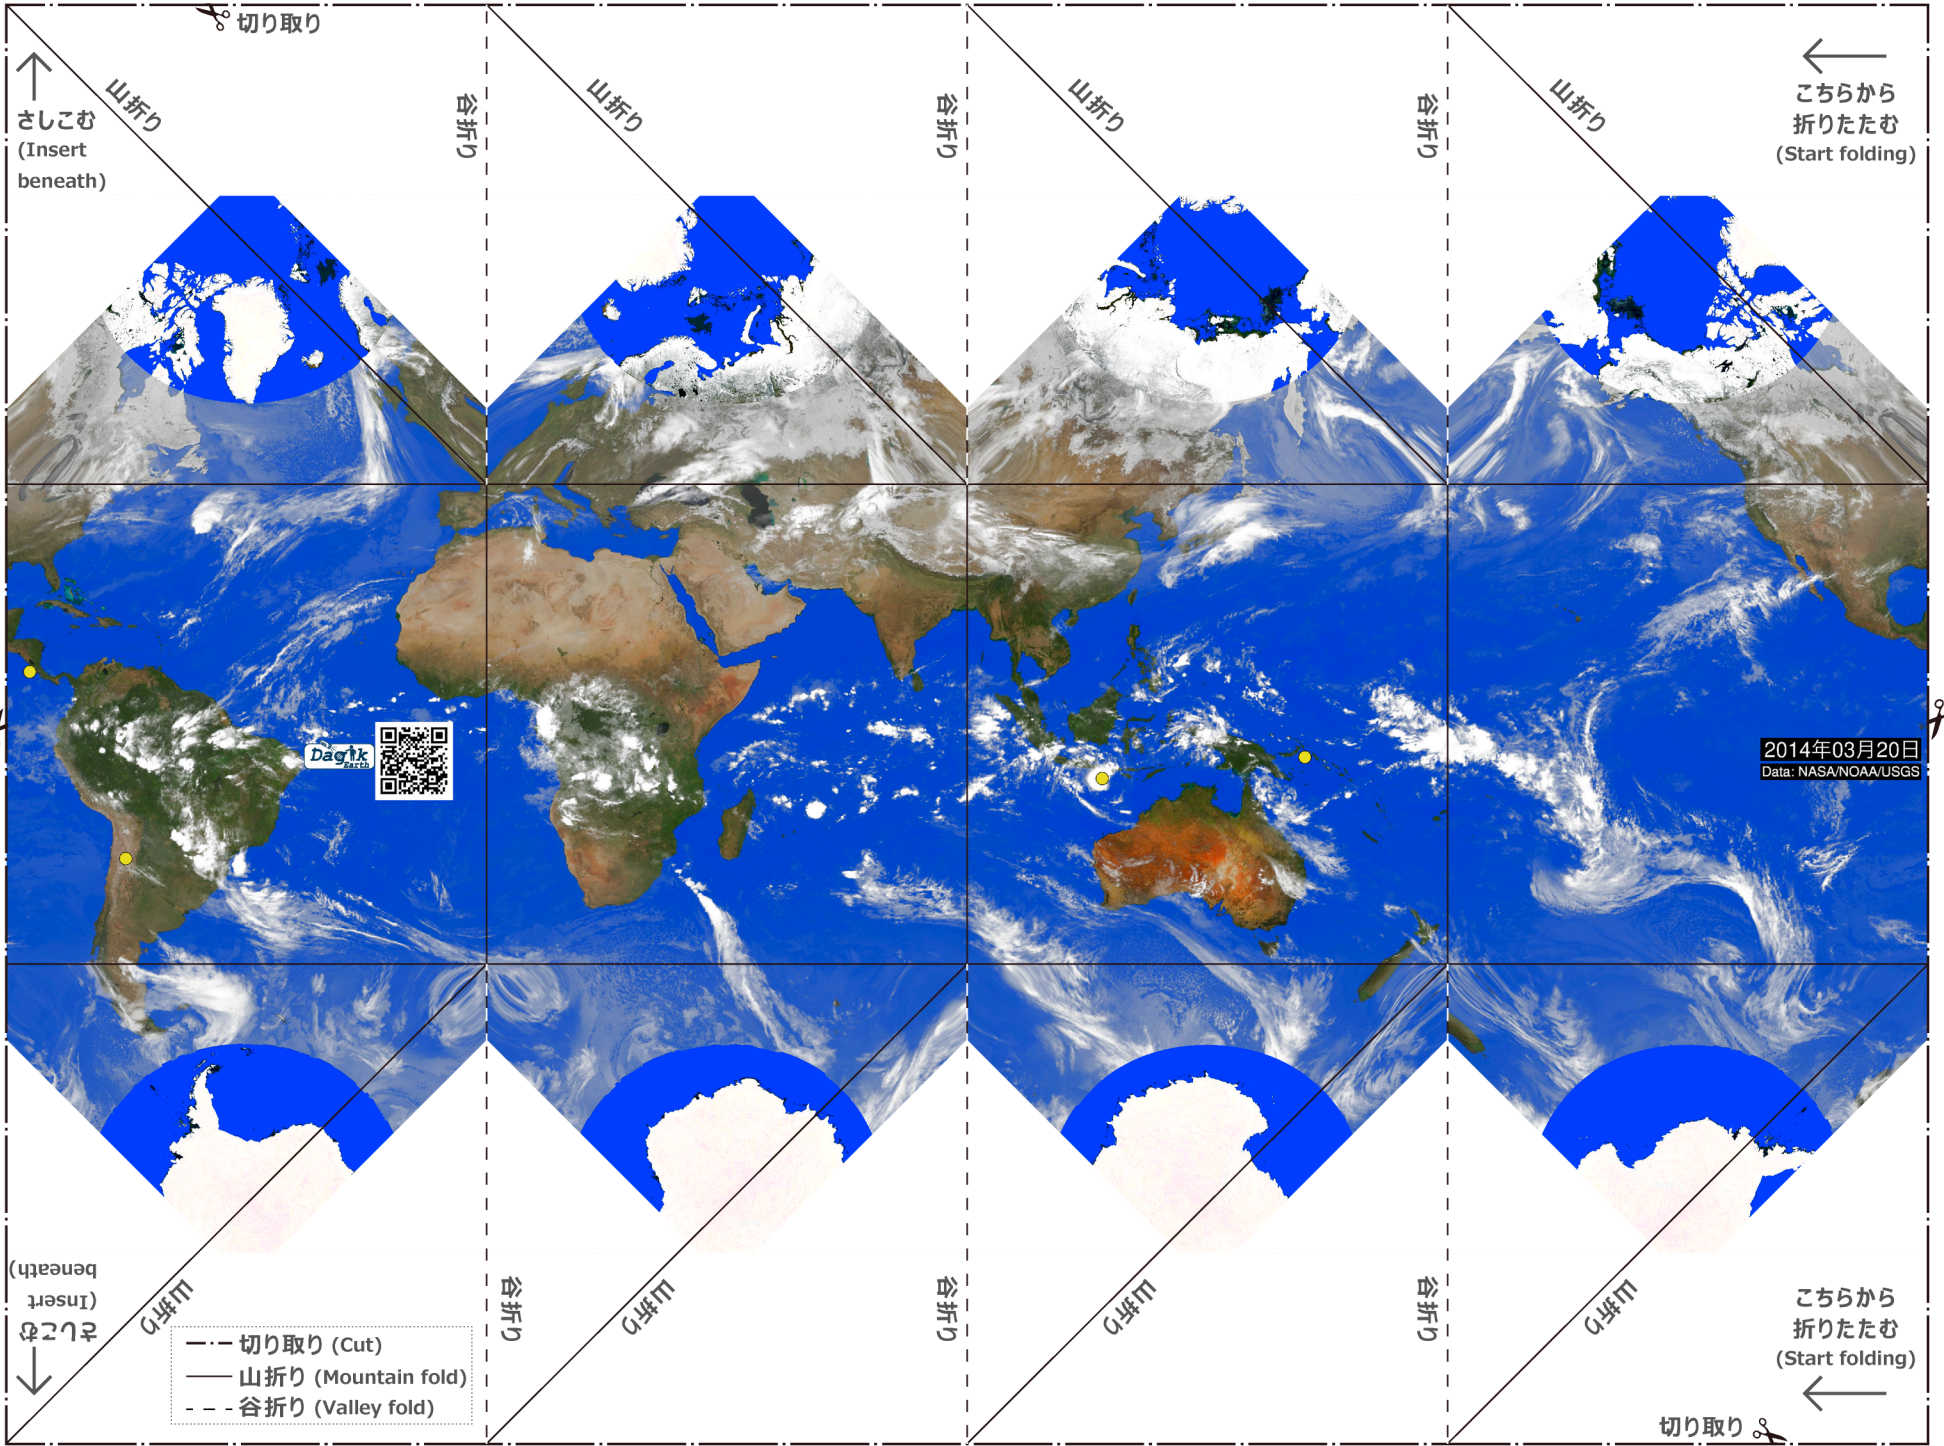 切り取り
さしこむ
(Insert
beneath)
山折り
谷折り
山折り
谷折り
山折り
谷折り
山折り
こちらから
折りたたむ
(Start folding)
Dagik
Earth
2014年03月20日
Data: NASA/NOAA/USGS
さしこむ
(Insert
beneath)
山折り
谷折り
山折り
谷折り
山折り
谷折り
山折り
こちらから
折りたたむ
(Start folding)
切り取り (Cut)
山折り (Mountain fold)
谷折り (Valley fold)
切り取り